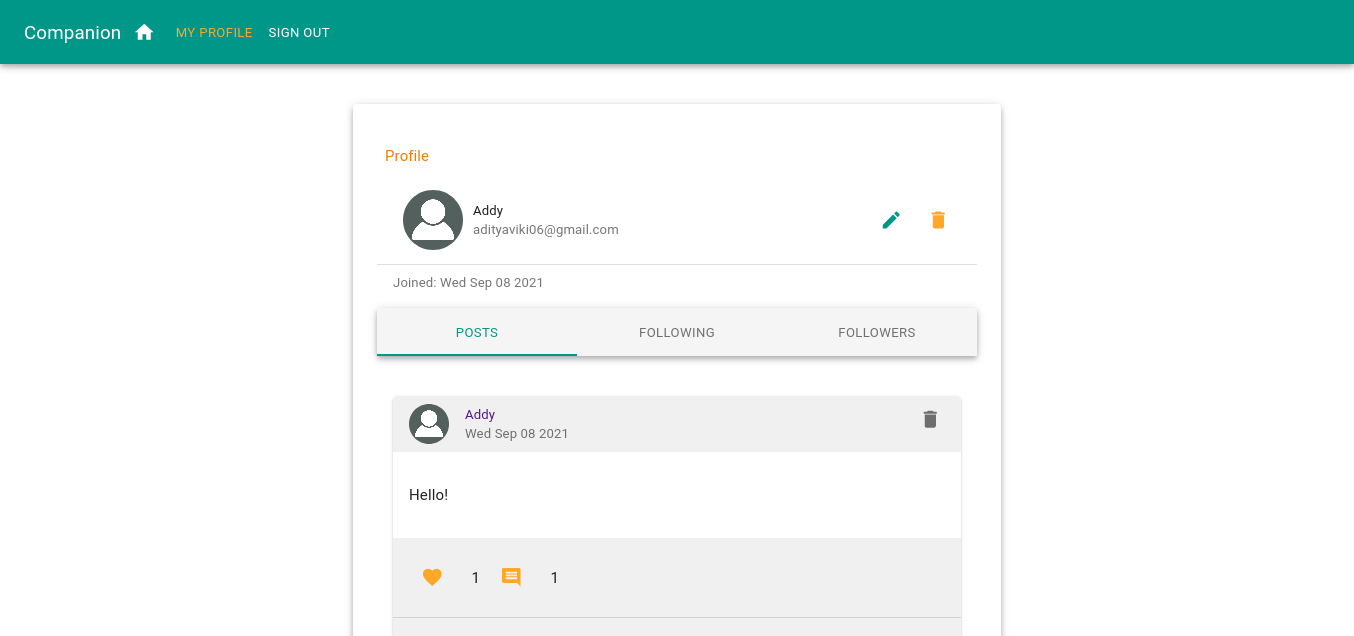 Companion MY PROFILE SIGN OUT
Profile
Addy
adityaviki06@gmail.com
Joined: Wed Sep 08 2021
POSTS FOLLOWING FOLLOWERS
Addy
Wed Sep 08 2021
Hello!
1 1